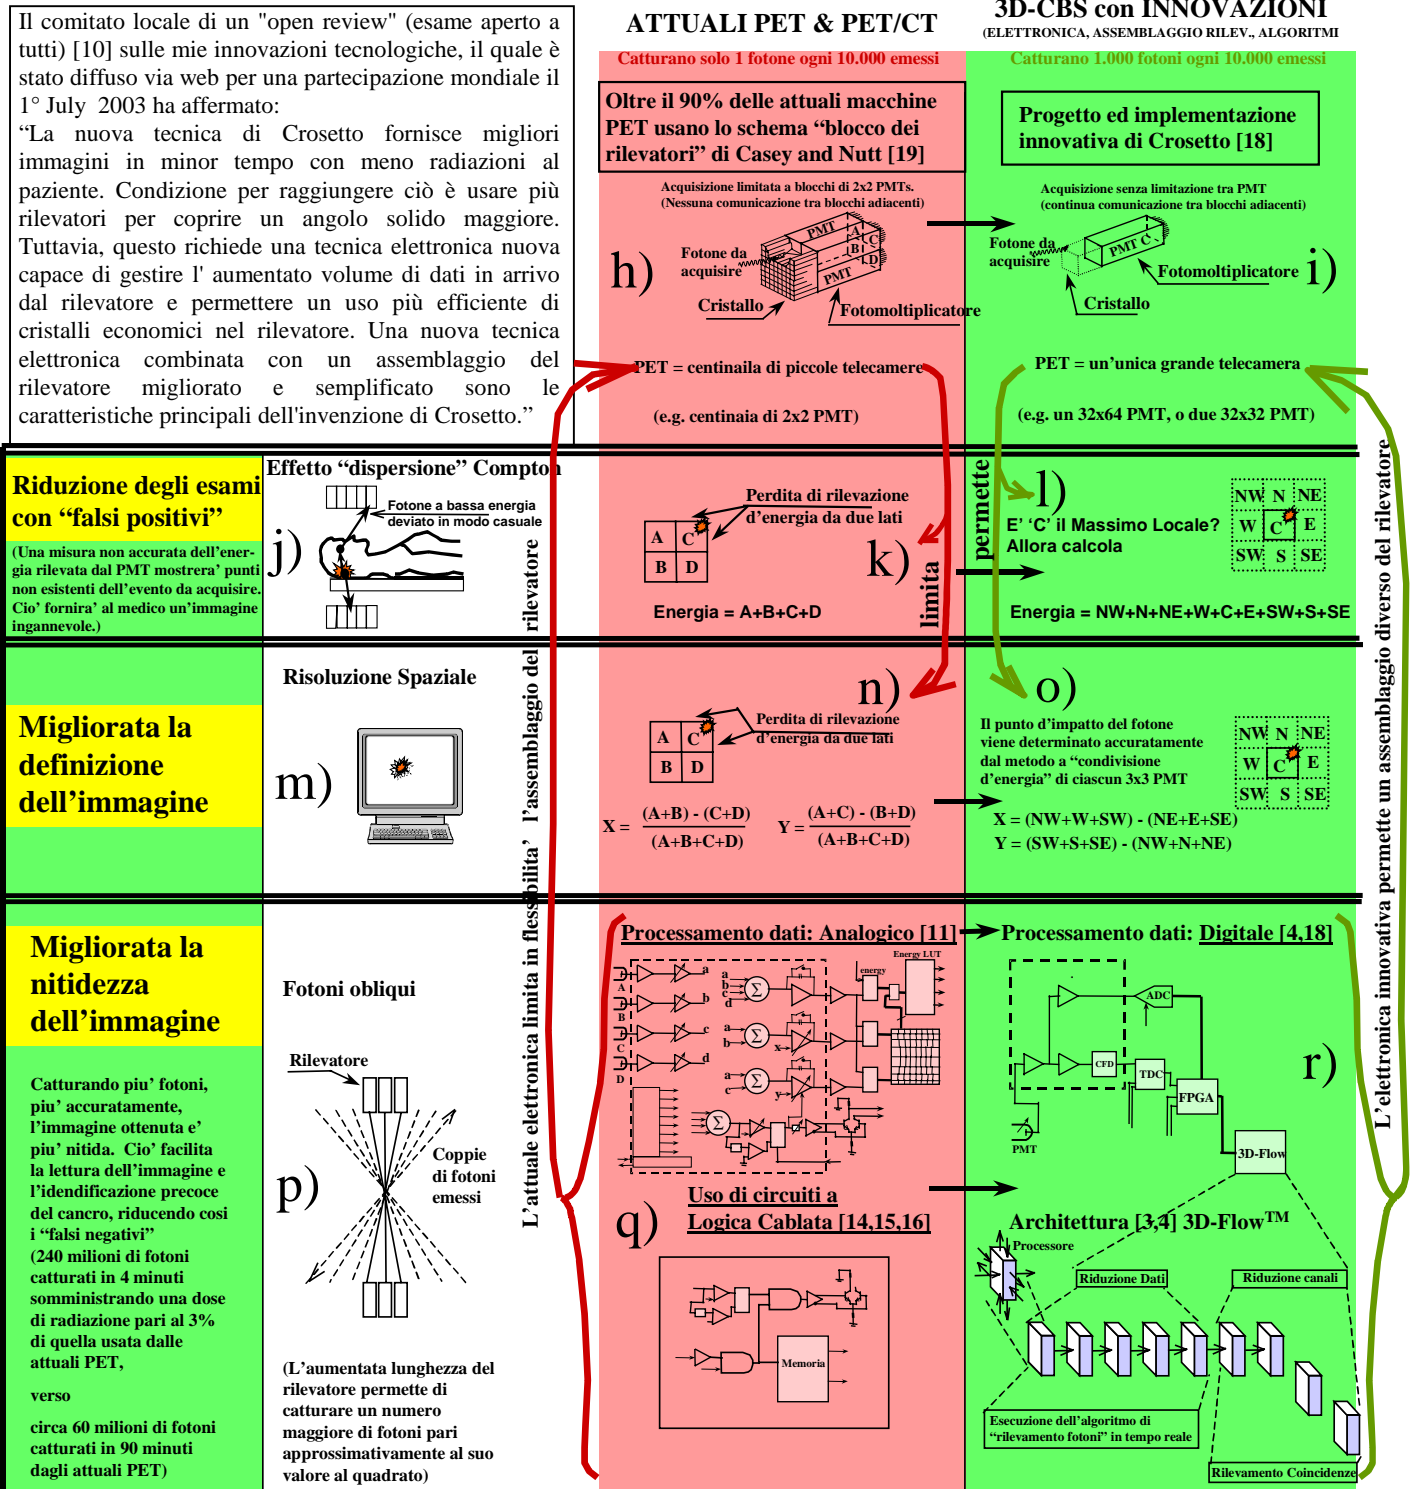 Il comitato locale di un "open review" (esame aperto a
tutti) [10] sulle mie innovazioni tecnologiche, il quale è
stato diffuso via web per una partecipazione mondiale il
1° July 2003 ha affermato:
“La nuova tecnica di Crosetto fornisce migliori
immagini in minor tempo con meno radiazioni al
paziente. Condizione per raggiungere ciò è usare più
rilevatori per coprire un angolo solido maggiore.
Tuttavia, questo richiede una tecnica elettronica nuova
capace di gestire l' aumentato volume di dati in arrivo
dal rilevatore e permettere un uso più efficiente di
cristalli economici nel rilevatore. Una nuova tecnica
elettronica combinata con un assemblaggio del
rilevatore migliorato e semplificato sono le
caratteristiche principali dell'invenzione di Crosetto.”
ATTUALI PET & PET/CT
Catturano solo 1 fotone ogni 10.000 emessi
Oltre il 90% delle attuali macchine
PET usano lo schema “blocco dei
rilevatori” di Casey and Nutt [19]
Acquisizione limitata a blocchi di 2x2 PMTs.
(Nessuna comunicazione tra blocchi adiacenti)
h)
Fotone da
acquisire
PMT
A
C
B
D
PMT
Cristallo
Fotomoltiplicatore
PET = centinaila di piccole telecamere
(e.g. centinaia di 2x2 PMT)
3D-CBS con INNOVAZIONI
(ELETTRONICA, ASSEMBLAGGIO RILEV., ALGORITMI
Catturano 1.000 fotoni ogni 10.000 emessi
Progetto ed implementazione
innovativa di Crosetto [18]
Acquisizione senza limitazione tra PMT
(continua comunicazione tra blocchi adiacenti)
Fotone da
acquisire
PMT C
i)
Fotomoltiplicatore
Cristallo
PET = un’unica grande telecamera
(e.g. un 32x64 PMT, o due 32x32 PMT)
Riduzione degli esami
con “falsi positivi”
(Una misura non accurata dell’ener-
gia rilevata dal PMT mostrera’ punti
non esistenti dell’evento da acquisire.
Cio’ fornira’ al medico un’immagine
ingannevole.)
Effetto “dispersione” Compton
j)
Fotone a bassa energia
deviato in modo casuale
L’attuale elettronica limita in flessibilita’ l’assemblaggio del rilevatore
A C
B D
Perdita di rilevazione
d’energia da due lati
k)
Energia = A+B+C+D
limita
permette
l)
E’ ‘C’ il Massimo Locale?
Allora calcola
NW N NE
W C E
SW S SE
Energia = NW+N+NE+W+C+E+SW+S+SE
L’elettronica innovativa permette un assemblaggio diverso del rilevatore
Migliorata la
definizione
dell’immagine
Risoluzione Spaziale
m)
n)
A C
B D
Perdita di rilevazione
d’energia da due lati
X = (A+B) - (C+D)
(A+B+C+D)
Y = (A+C) - (B+D)
(A+B+C+D)
o)
Il punto d’impatto del fotone
viene determinato accuratamente
dal metodo a “condivisione
d’energia” di ciascun 3x3 PMT
NW N NE
W C E
SW S SE
X = (NW+W+SW) - (NE+E+SE)
Y = (SW+S+SE) - (NW+N+NE)
Migliorata la
nitidezza
dell’immagine
Catturando piu’ fotoni,
piu’ accuratamente,
l’immagine ottenuta e’
piu’ nitida. Cio’ facilita
la lettura dell’immagine e
l’idendificazione precoce
del cancro, riducendo cosi
i “falsi negativi”
(240 milioni di fotoni
catturati in 4 minuti
somministrando una dose
di radiazione pari al 3%
di quella usata dalle
attuali PET,
verso
circa 60 milioni di fotoni
catturati in 90 minuti
dagli attuali PET)
Fotoni obliqui
Rilevatore
p)
Coppie
di fotoni
emessi
(L’aumentata lunghezza del
rilevatore permette di
catturare un numero
maggiore di fotoni pari
approssimativamente al suo
valore al quadrato)
Processamento dati: Analogico [11]
Energy LUT
energy
A
a
B
b
C
c
D
d
a
b
c
d
Σ
a
b
Σ
x
a
c
Σ
y
Σ
q)
Uso di circuiti a
Logica Cablata [14,15,16]
Memoria
Processamento dati: Digitale [4,18]
ADC
CFD
TDC
FPGA
PMT
3D-Flow
r)
Architettura [3,4] 3D-Flow™
Processore
Riduzione Dati
Riduzione canali
Esecuzione dell’algoritmo di
“rilevamento fotoni” in tempo reale
Rilevamento Coincidenze